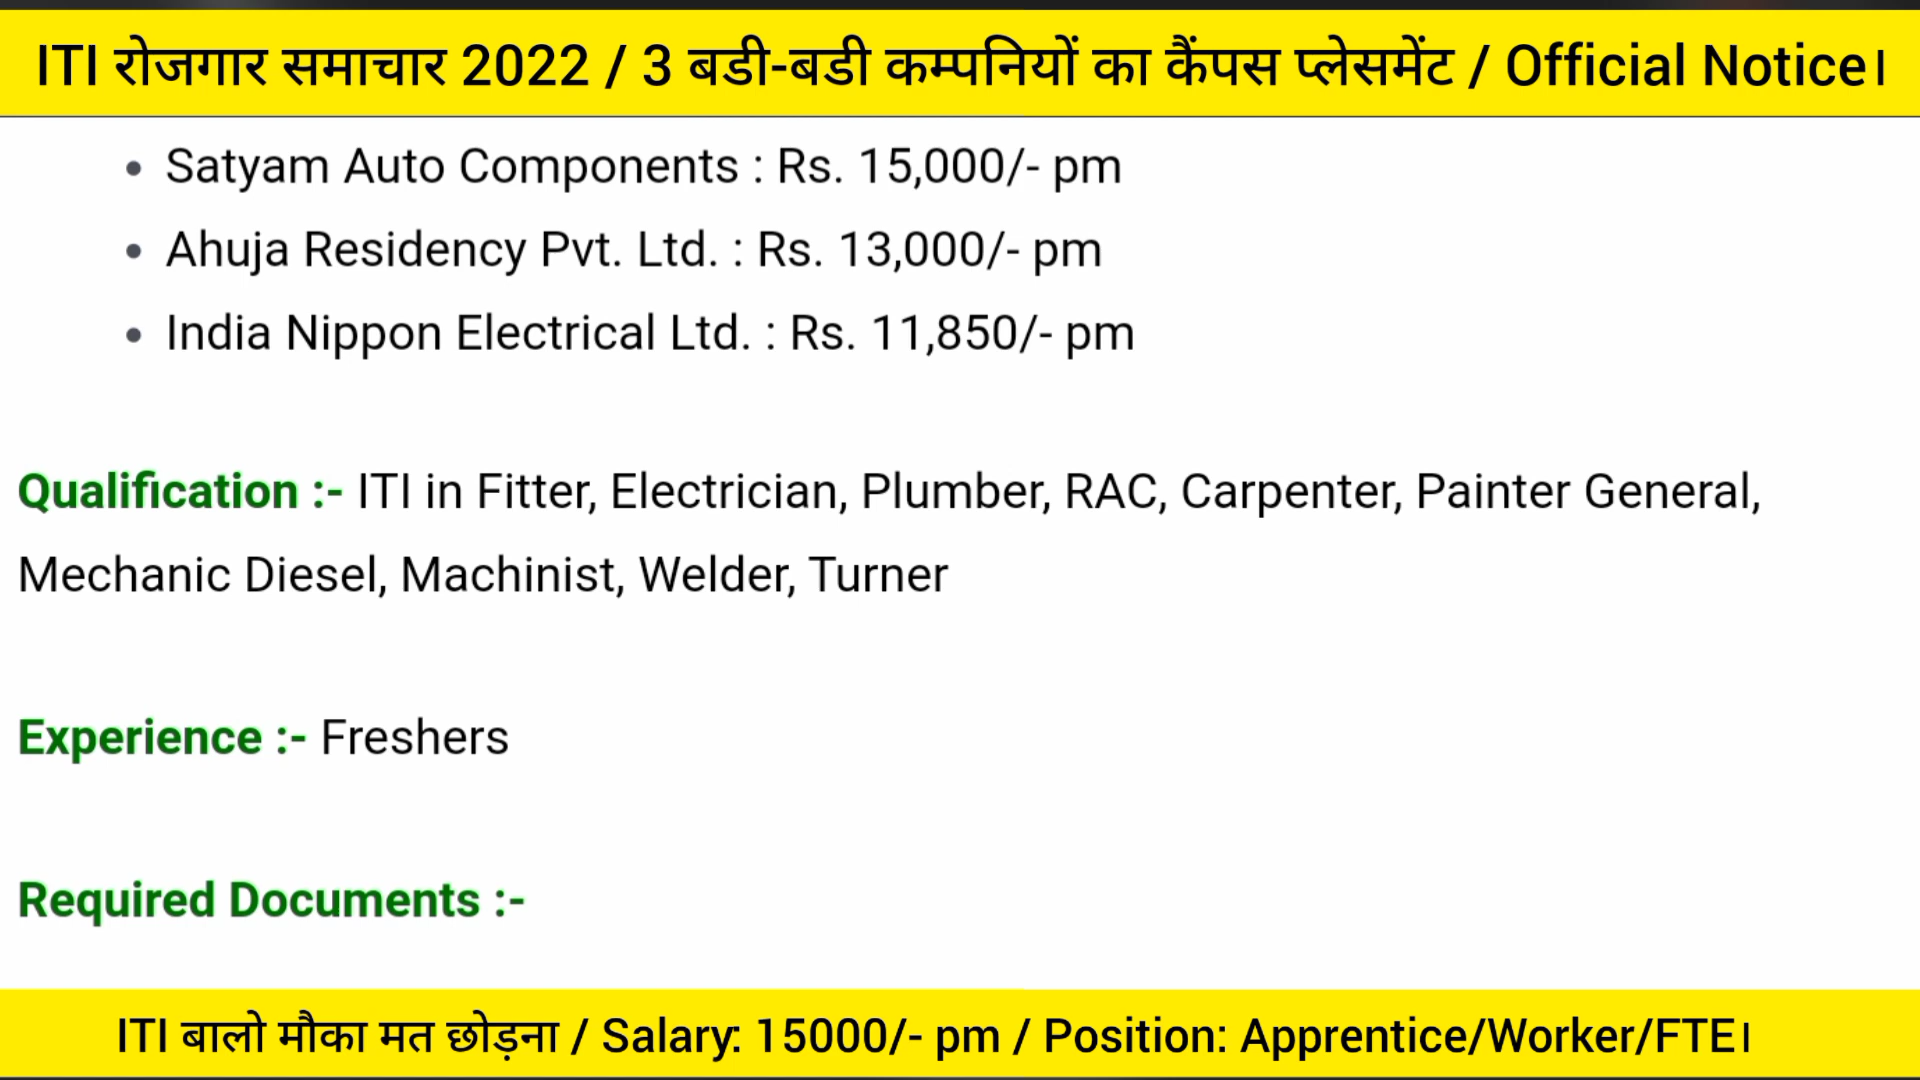 ITI रोजगार समाचार 2022 / 3 बडी-बडी कम्पनियों का कैंपस प्लेसमेंट / Official Notice।
• Satyam Auto Components : Rs. 15,000/- pm
• Ahuja Residency Pvt. Ltd. : Rs. 13,000/- pm
• India Nippon Electrical Ltd. : Rs. 11,850/- pm
Qualification :- ITI in Fitter, Electrician, Plumber, RAC, Carpenter, Painter General,
Mechanic Diesel, Machinist, Welder, Turner
Experience :- Freshers
Required Documents :-
ITI बालो मौका मत छोड़ना / Salary: 15000/- pm / Position: Apprentice/Worker/FTE।